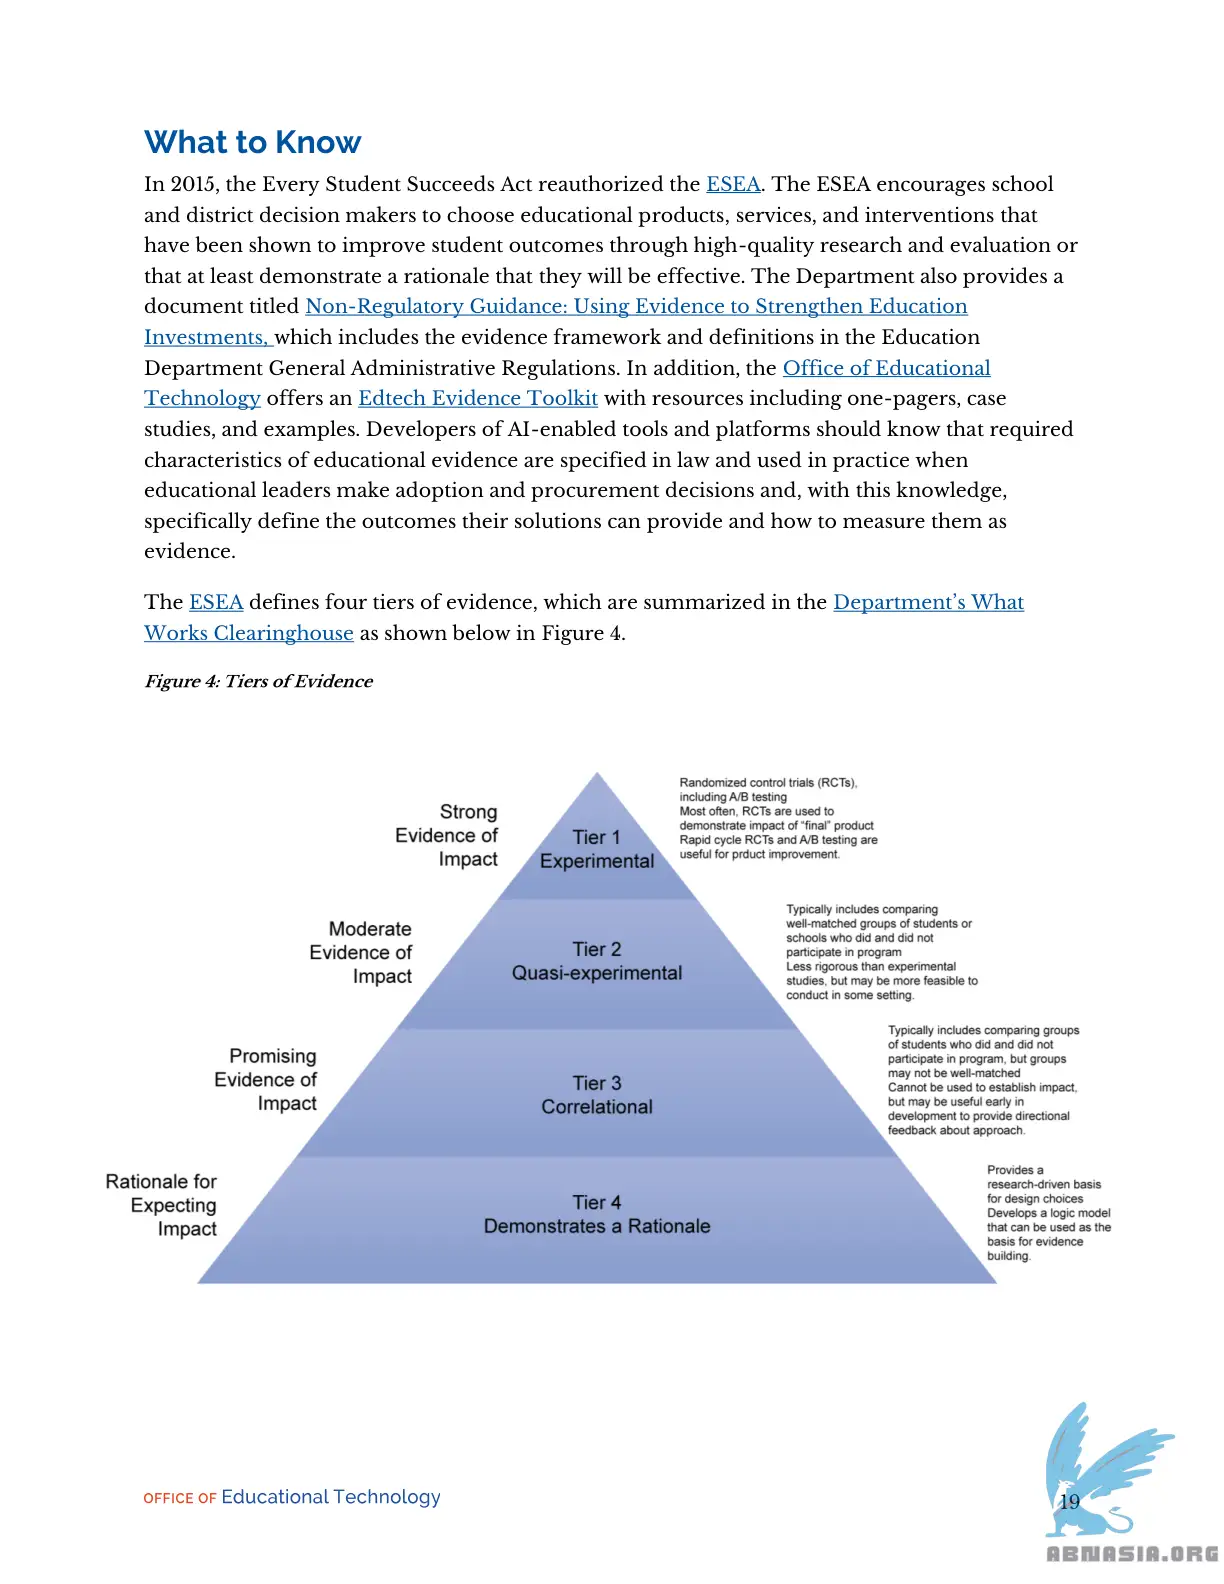 What to Know
In 2015, the Every Student Succeeds Act reauthorized the ESEA. The ESEA encourages school
and district decision makers to choose educational products, services, and interventions that
have been shown to improve student outcomes through high-quality research and evaluation or
that at least demonstrate a rationale that they will be effective. The Department also provides a
document titled Non-Regulatory Guidance: Using Evidence to Strengthen Education
Investments, which includes the evidence framework and definitions in the Education
Department General Administrative Regulations. In addition, the Office of Educational
Technology offers an Edtech Evidence Toolkit with resources including one-pagers, case
studies, and examples. Developers of AI-enabled tools and platforms should know that required
characteristics of educational evidence are specified in law and used in practice when
educational leaders make adoption and procurement decisions and, with this knowledge,
specifically define the outcomes their solutions can provide and how to measure them as
evidence.
The ESEA defines four tiers of evidence, which are summarized in the Department's What
Works Clearinghouse as shown below in Figure 4.
Figure 4: Tiers of Evidence
Strong
Evidence of
Impact
Tier 1
Experimental
Randomized control trials (RCTs),
including A/B testing
Most often, RCTs are used to
demonstrate impact of "final" product
Rapid cycle RCTs and A/B testing are
useful for prduct improvement.
Moderate
Evidence of
Impact
Tier 2
Quasi-experimental
Typically includes comparing
well-matched groups of students or
schools who did and did not
participate in program
Less rigorous than experimental
studies, but may be more feasible to
conduct in some setting.
Promising
Evidence of
Impact
Tier 3
Correlational
Typically includes comparing groups
of students who did and did not
participate in program, but groups
may not be well-matched
Cannot be used to establish impact,
but may be useful early in
development to provide directional
feedback about approach.
Rationale for
Expecting
Impact
Tier 4
Demonstrates a Rationale
Provides a
research-driven basis
for design choices
Develops a logic model
that can be used as the
basis for evidence
building.
OFFICE OF Educational Technology
19
ABNASIA.ORG